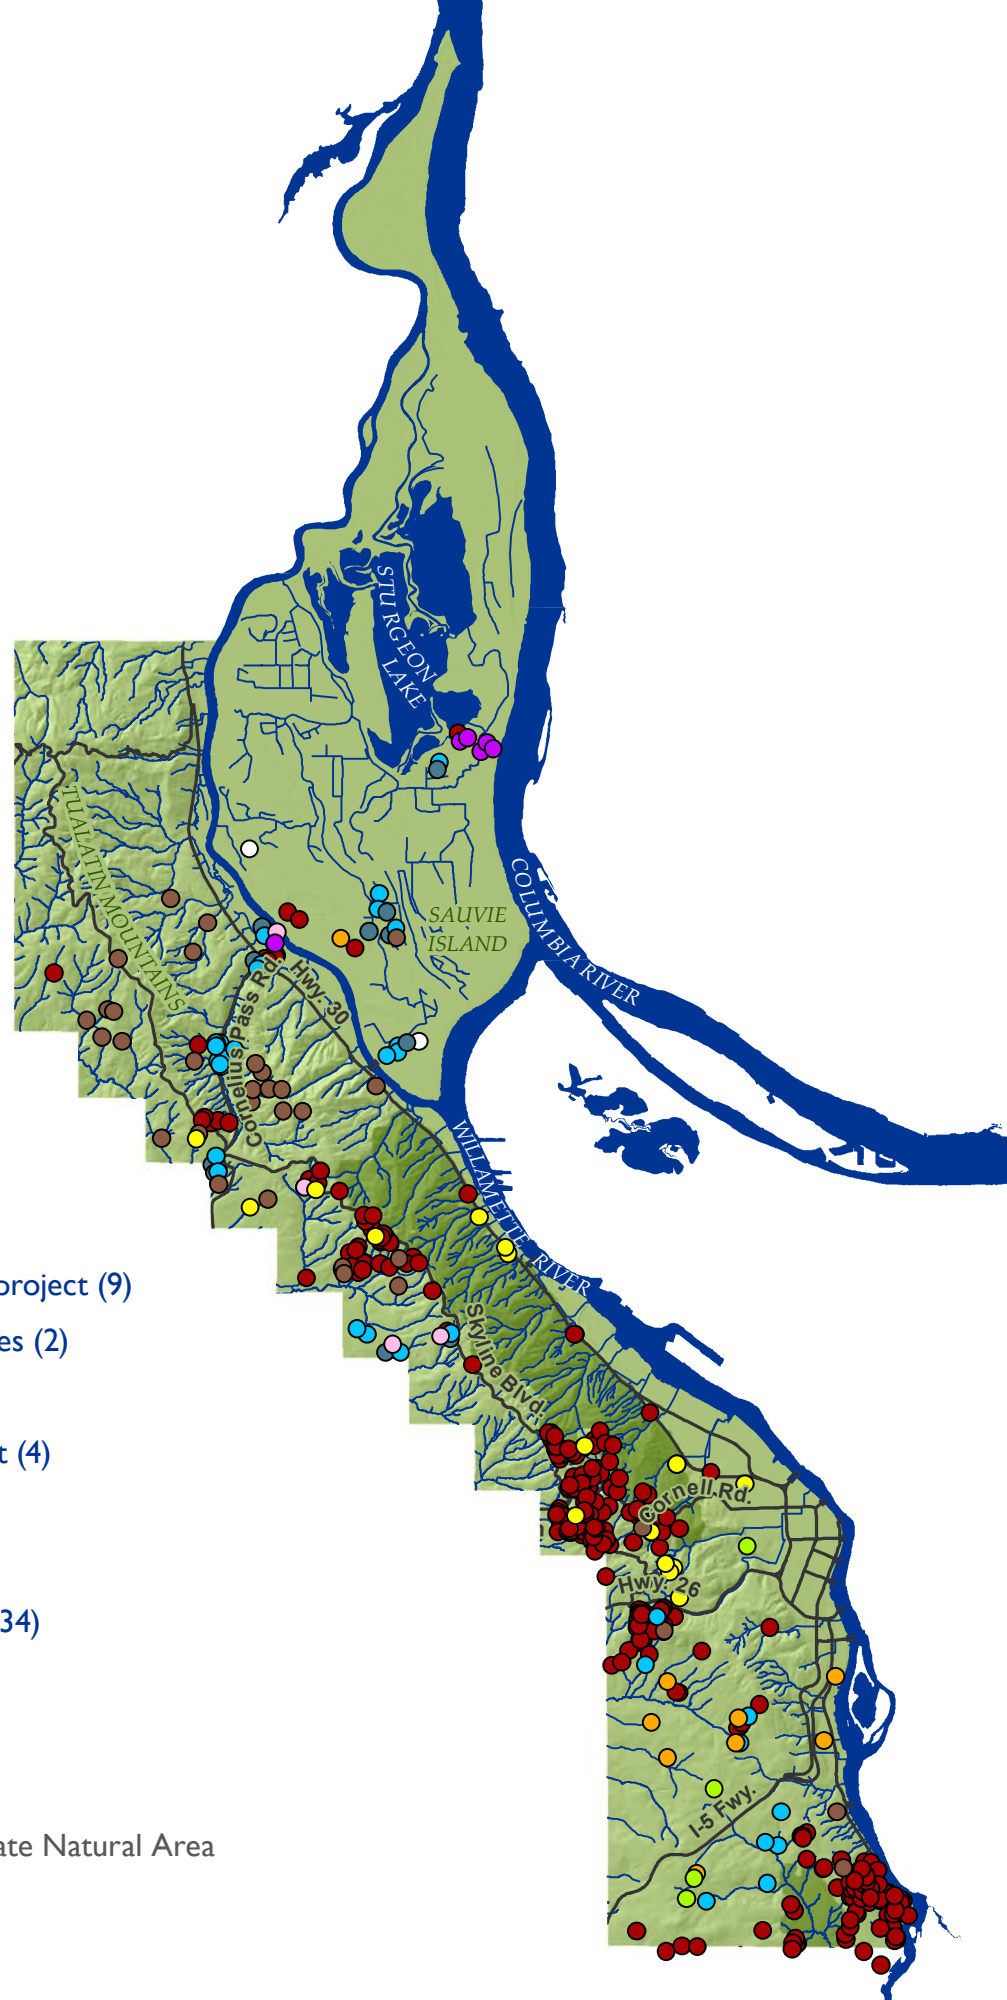 STURGEON
LAKE
TUALATIN MOUNTAINS
SAUVIE
ISLAND
COLUMBIA RIVER
Hwy. 30
Cornelius Pass Rd.
WILLAMETTE RIVER
project (9)
es (2)
Skyline Blvd.
t (4)
Cornell Rd.
Hwy. 26
34)
I-5 Fwy.
ate Natural Area